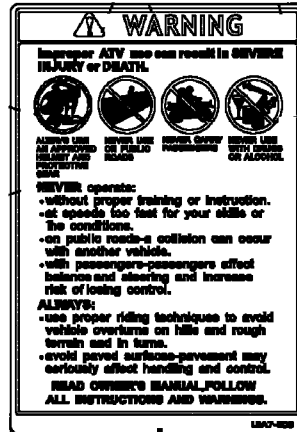 WARNING
Improper ATV use can result in SEVERE
INJURY or DEATH.
ALWAYS USE
AN APPROVED
HELMET AND
PROTECTIVE
GEAR
NEVER USE
ON PUBLIC
ROADS
NEVER CARRY
PASSENGERS
NEVER USE
WITH DRUGS
OR ALCOHOL
NEVER operate:
•without proper training or instruction.
•at speeds too fast for your skills or
the conditions.
•on public roads-a collision can occur
with another vehicle.
•with passengers-passengers affect
balance and steering and increase
risk of losing control.
ALWAYS:
•use proper riding techniques to avoid
vehicle overturns on hills and rough
terrain and in turns.
•avoid paved surfaces-pavement may
seriously affect handling and control.
READ OWNER'S MANUAL,FOLLOW
ALL INSTRUCTIONS AND WARNINGS.